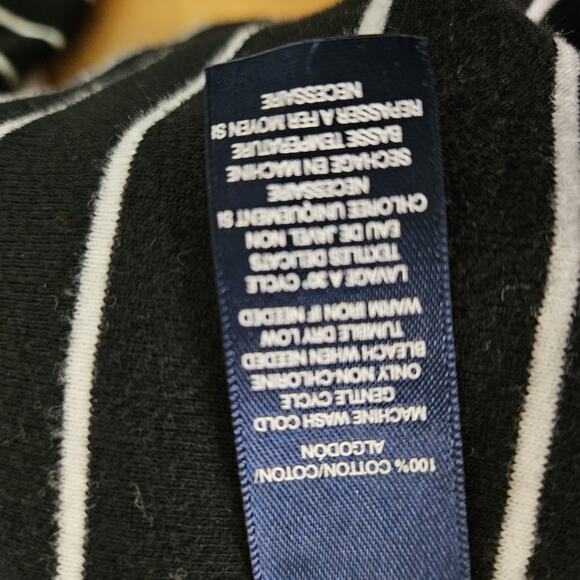 100% COTTON/COTON/
ALGODÓN
MACHINE WASH COLD
GENTLE CYCLE
ONLY NON-CHLORINE
BLEACH WHEN NEEDED
TUMBLE DRY LOW
WARM IRON IF NEEDED
LAVAGE A 30° CYCLE
TEXTILES DELICATS
EAU DE JAVEL NON
CHLOREE UNIQUEMENT SI
NECESSAIRE
SECHAGE EN MACHINE
BASSE TEMPERATURE
REPASSER A FER MOYEN SI
NECESSAIRE